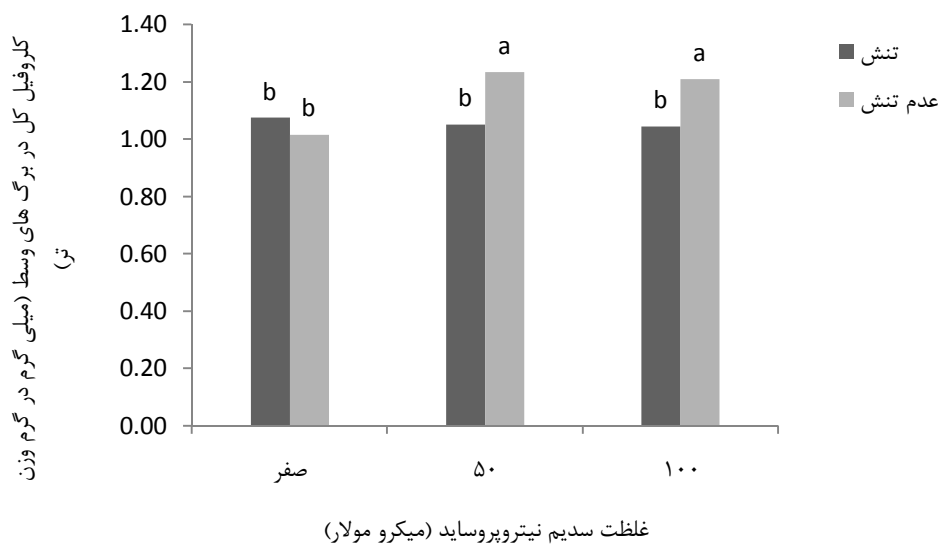 کلروفیل کل در برگ های وسط (میلی گرم در گرم وزن
تر)
1.40
1.20
1.00
0.80
0.60
0.40
0.20
0.00
b
b
b
a
b
a
صفر
۵۰
۱۰۰
غلظت سدیم نیتروپروساید (میکرو مولار)
تنش
عدم تنش